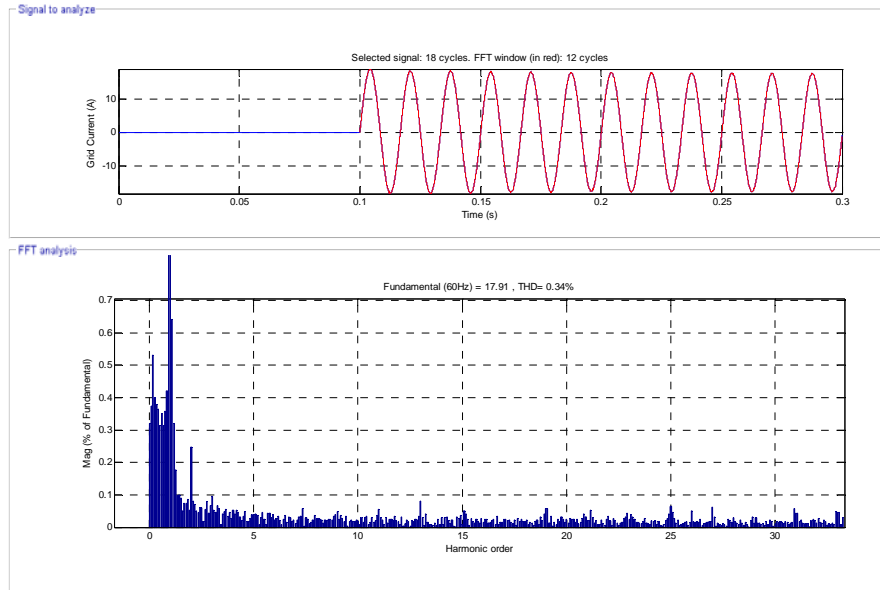 Signal to analyze
Selected signal: 18 cycles. FFT window (in red): 12 cycles
10
0
-10
Grid Current (A)
0 0.05 0.1 0.15 0.2 0.25 0.3
Time (s)
FFT analysis
Fundamental (60Hz) = 17.91 , THD= 0.34%
0.7
0.6
0.5
0.4
0.3
0.2
0.1
0
Mag (% of Fundamental)
0 5 10 15 20 25 30
Harmonic order